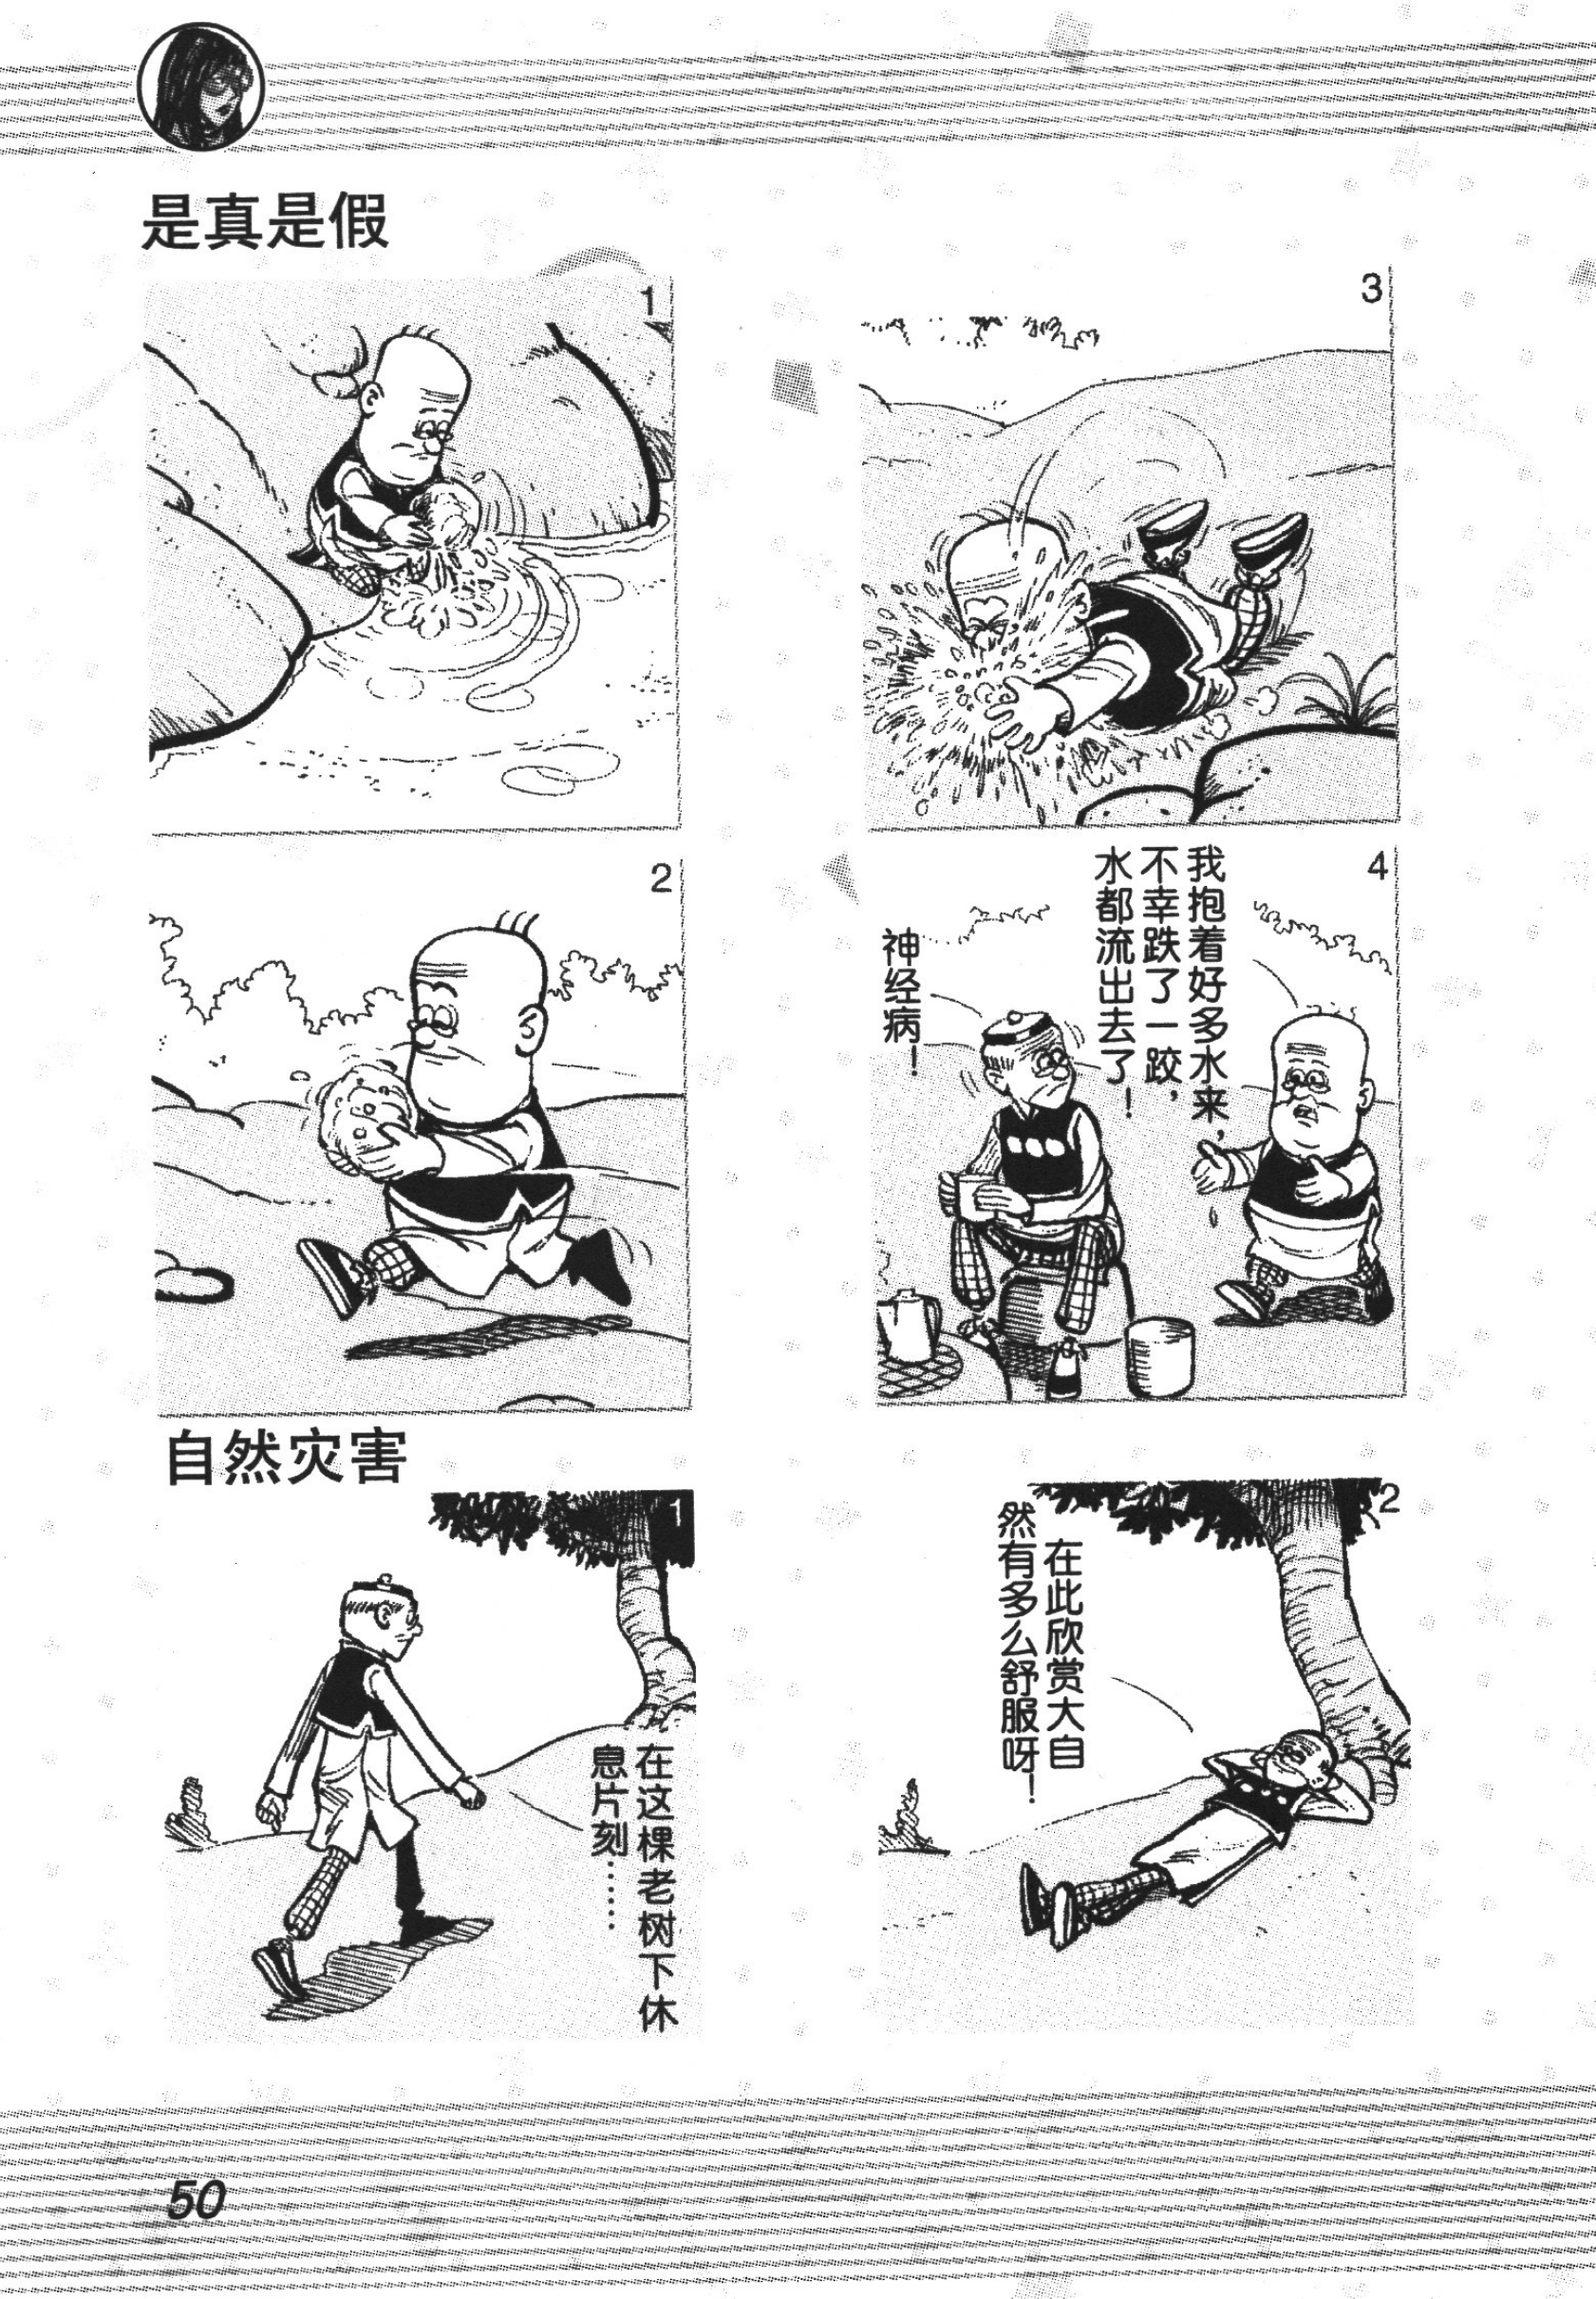 是真是假
1
2
3
4
我抱着好多水来，
不幸跌了一跤，
水都流出去了！
神经病！
自然灾害
1
在这棵老树下休
息片刻……
2
在此欣赏大自
然有多么舒服呀！
50